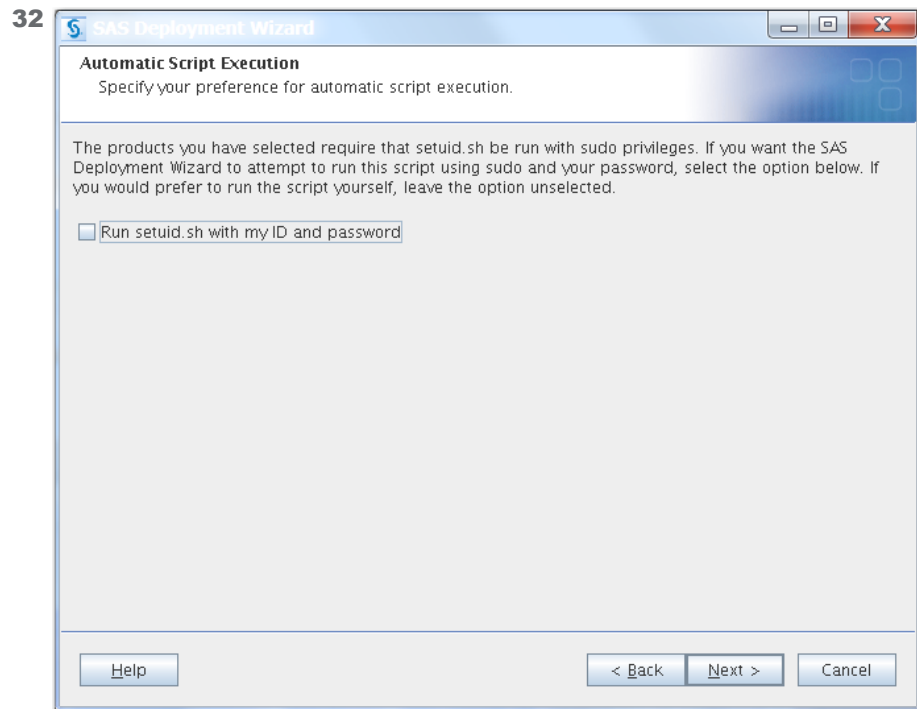 32
SAS Deployment Wizard
Automatic Script Execution
Specify your preference for automatic script execution.
The products you have selected require that setuid.sh be run with sudo privileges. If you want the SAS
Deployment Wizard to attempt to run this script using sudo and your password, select the option below. If
you would prefer to run the script yourself, leave the option unselected.
Run setuid.sh with my ID and password
Help < Back Next > Cancel